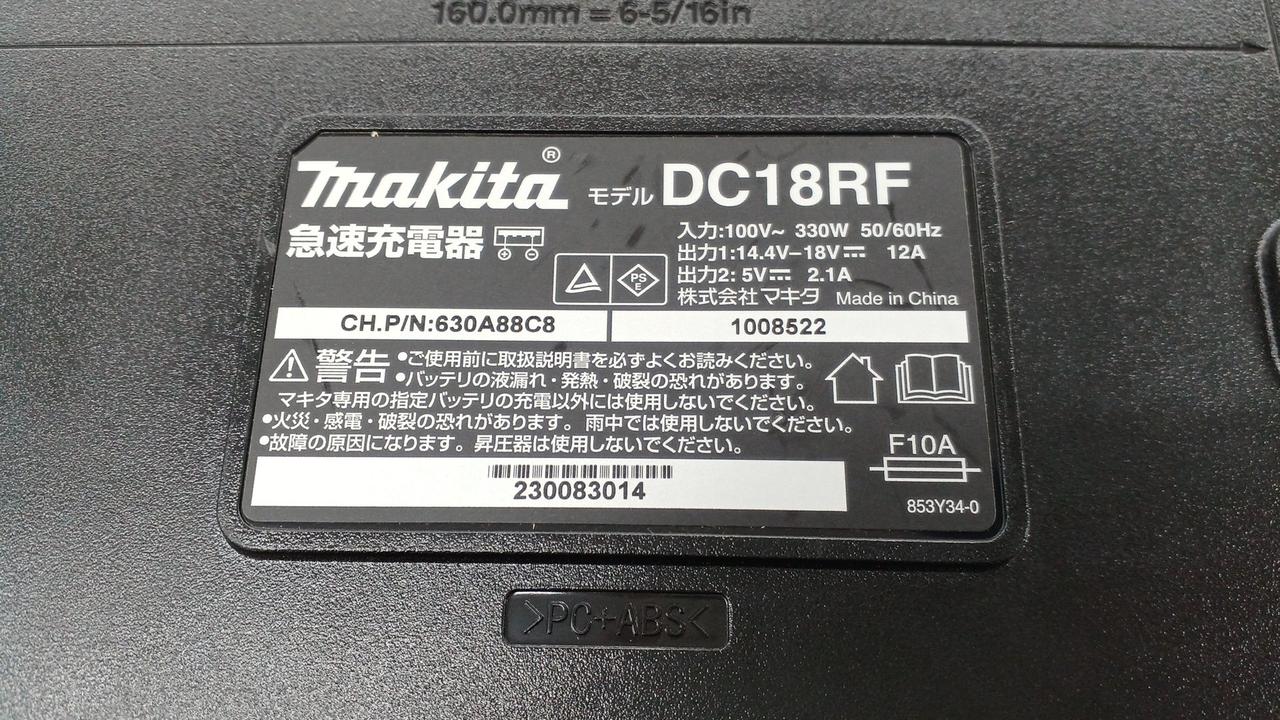 160.0mm = 6-5/16in
makita® モデル DC18RF
急速充電器
入力:100V~ 330W 50/60Hz
出力1:14.4V–18V⎓ 12A
出力2: 5V⎓ 2.1A
PS
E
株式会社マキタ Made in China
CH.P/N:630A88C8
1008522
警告 •ご使用前に取扱説明書を必ずよくお読みください。
•バッテリの液漏れ・発熱・破裂の恐れがあります。
マキタ専用の指定バッテリの充電以外には使用しないでください。
•火災・感電・破裂の恐れがあります。雨中では使用しないでください。
•故障の原因になります。昇圧器は使用しないでください。
F10A
230083014
853Y34-0
>PC+ABS<